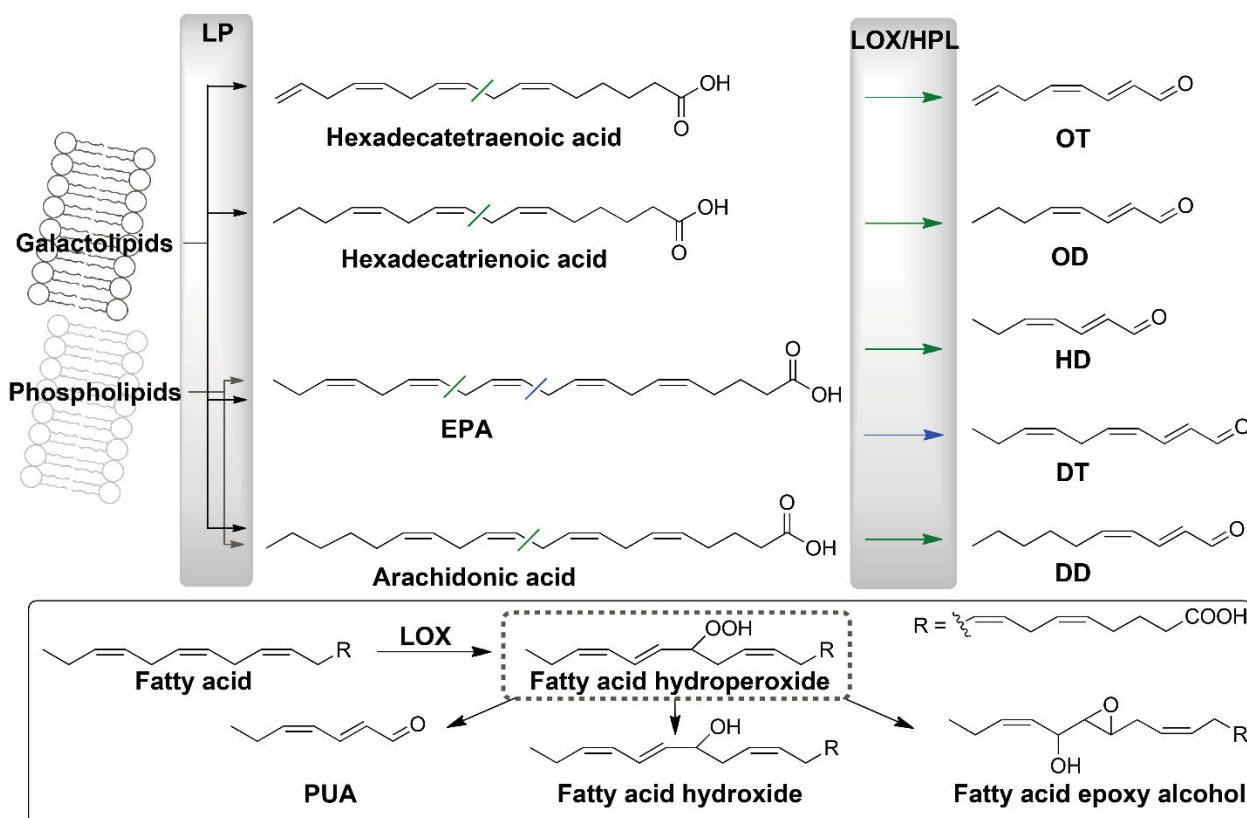 LP
LOX/HPL
OH
O
Hexadecatetraenoic acid
O
OT
OH
O
Galactolipids
Hexadecatrienoic acid
O
OD
O
HD
Phospholipids
O
OH
EPA
O
DT
O
OH
Arachidonic acid
O
DD
R
LOX
OOH
R
R =
COOH
Fatty acid
Fatty acid hydroperoxide
O
PUA
OH
R
Fatty acid hydroxide
O
OH
R
Fatty acid epoxy alcohol